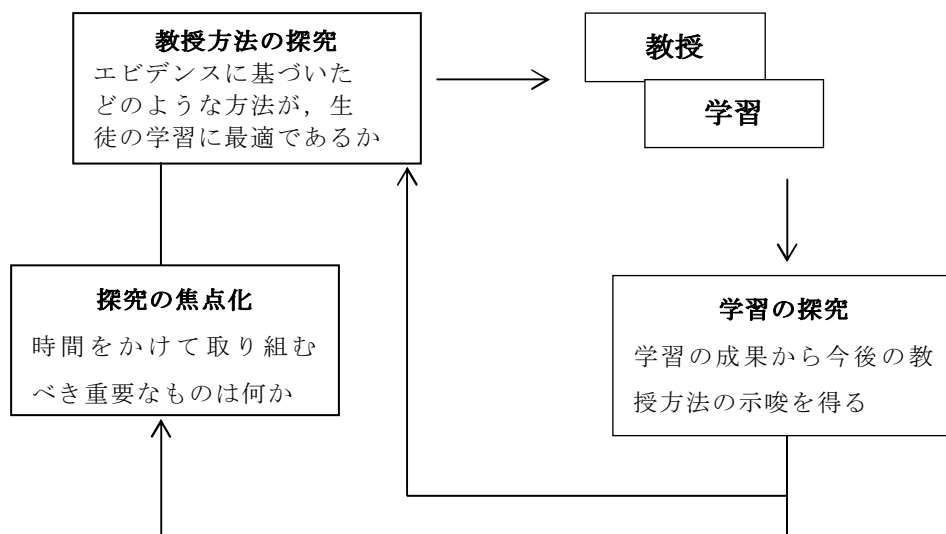 教授方法の探究
エビデンスに基づいた
どのような方法が，生
徒の学習に最適であるか
教授
学習
探究の焦点化
時間をかけて取り組む
べき重要なものは何か
学習の探究
学習の成果から今後の教
授方法の示唆を得る